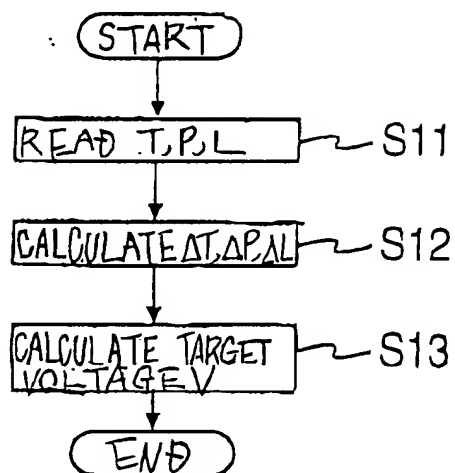 START
READ T,P,L
S11
CALCULATE ΔT,ΔP,ΔL
S12
CALCULATE TARGET
VOLTAGE V
S13
END